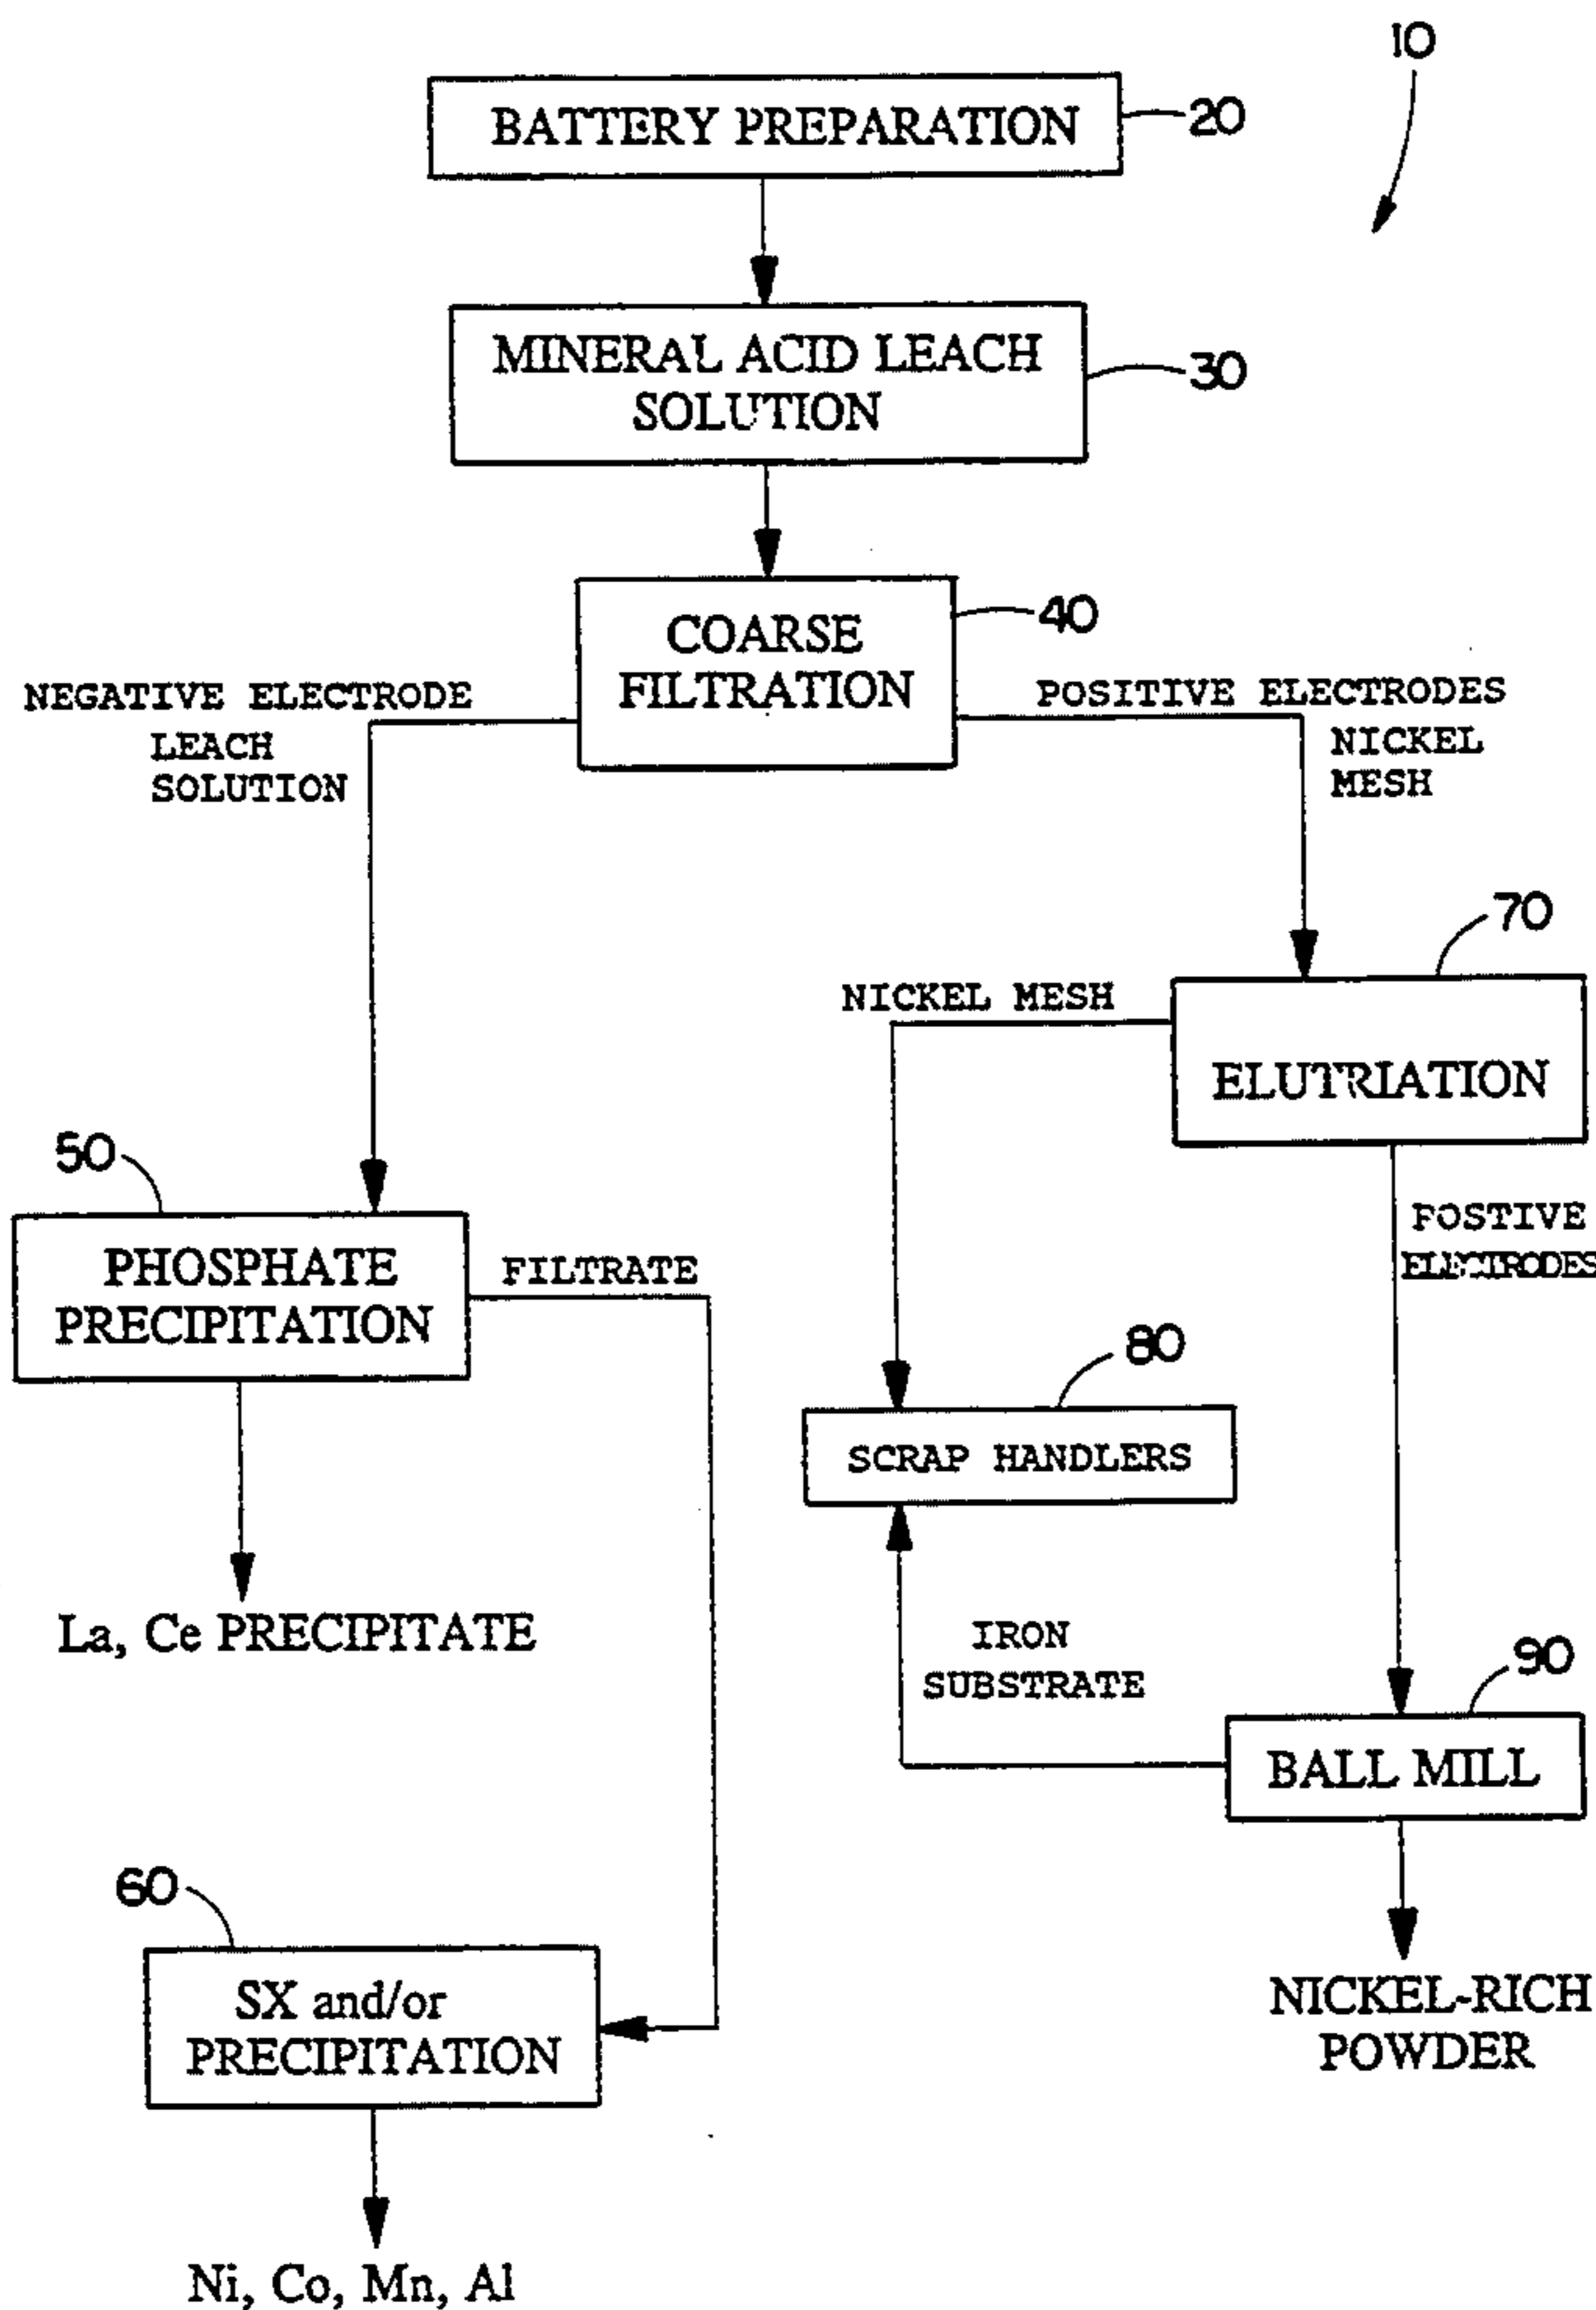 10
BATTERY PREPARATION
20
MINERAL ACID LEACH
SOLUTION
30
COARSE
FILTRATION
40
NEGATIVE ELECTRODE
LEACH
SOLUTION
POSITIVE ELECTRODES
NICKEL
MESH
70
NICKEL MESH
ELUTRIATION
50
PHOSPHATE
PRECIPITATION
FILTRATE
POSTIVE
ELECTRODES
80
SCRAP HANDLERS
La, Ce PRECIPITATE
IRON
SUBSTRATE
90
BALL MILL
60
SX and/or
PRECIPITATION
NICKEL-RICH
POWDER
Ni, Co, Mn, Al